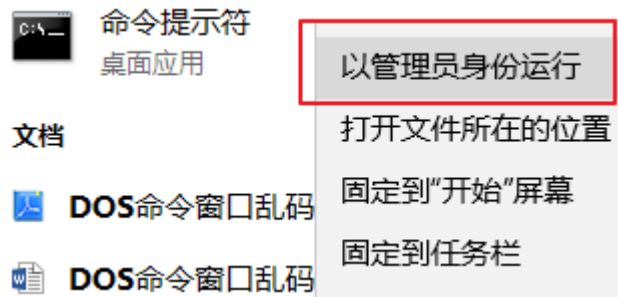 命令提示符
桌面应用
文档
DOS命令窗口乱码
DOS命令窗口乱码
以管理员身份运行
打开文件所在的位置
固定到"开始"屏幕
固定到任务栏